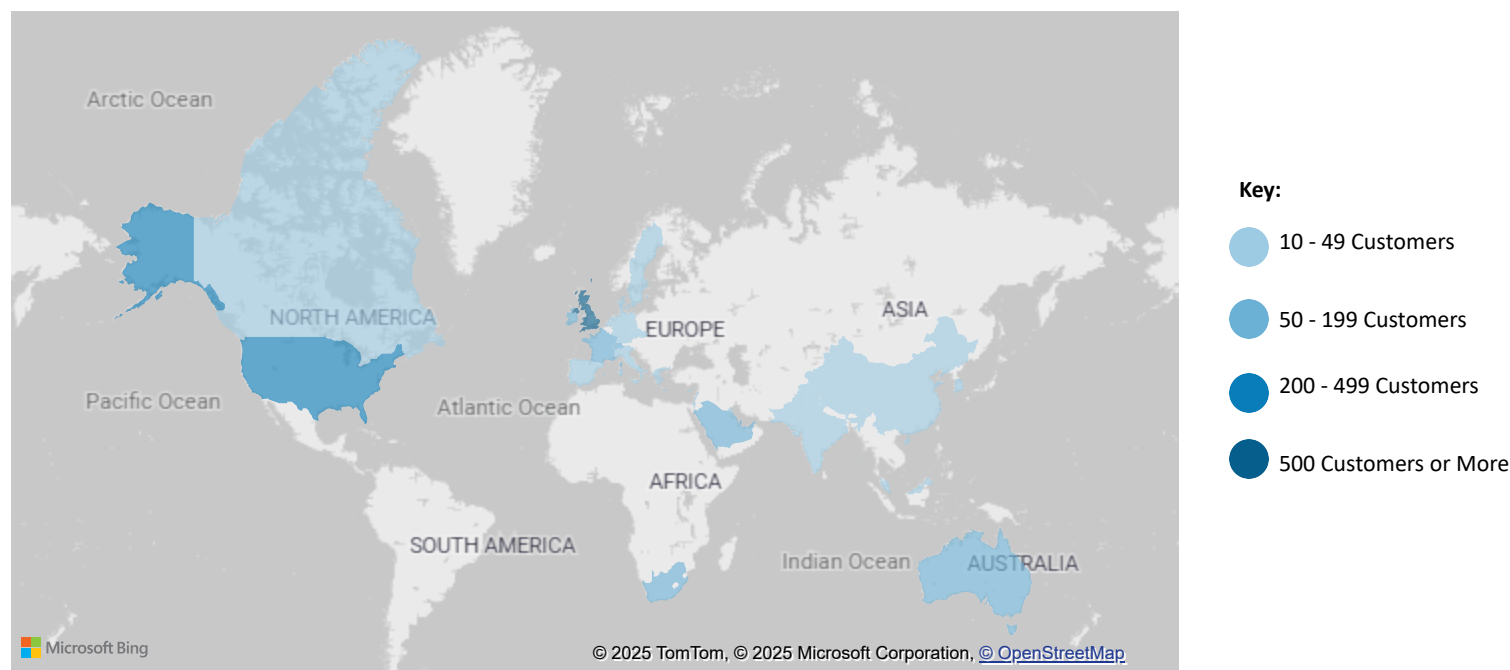 Arctic Ocean
NORTH AMERICA
EUROPE
ASIA
Pacific Ocean
Atlantic Ocean
AFRICA
SOUTH AMERICA
Indian Ocean
AUSTRALIA
Microsoft Bing
© 2025 TomTom, © 2025 Microsoft Corporation, © OpenStreetMap
Key:
10 - 49 Customers
50 - 199 Customers
200 - 499 Customers
500 Customers or More